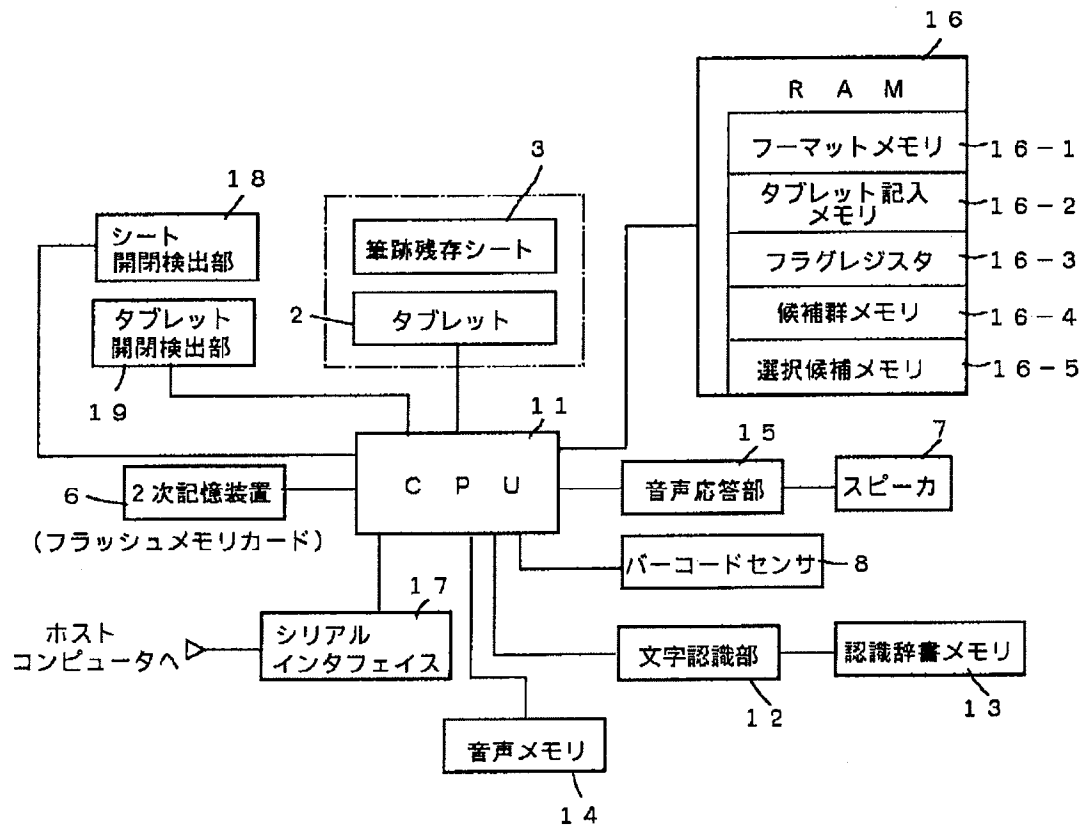 16
RAM
フーマットメモリ
16-1
タブレット記入
メモリ
16-2
フラグレジスタ
16-3
候補群メモリ
16-4
選択候補メモリ
16-5
3
筆跡残存シート
2
タブレット
18
シート
開閉検出部
タブレット
開閉検出部
19
11
CPU
6
2次記憶装置
(フラッシュメモリカード)
15
音声応答部
7
スピーカ
バーコードセンサ
8
17
シリアル
インタフェイス
ホスト
コンピュータへ
文字認識部
12
認識辞書メモリ
13
音声メモリ
14